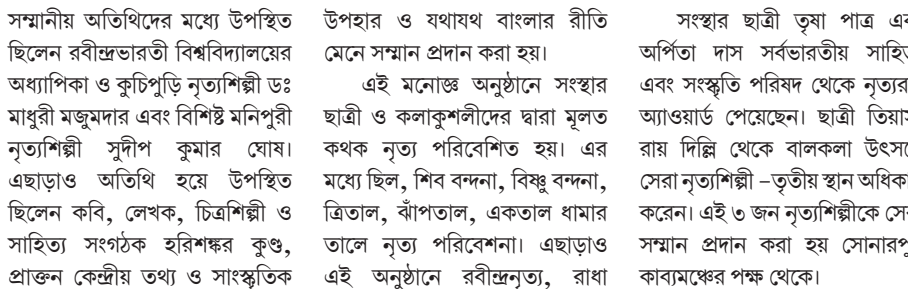 সম্মানীয় অতিথিদের মধ্যে উপস্থিত
ছিলেন রবীন্দ্রভারতী বিশ্ববিদ্যালয়ের
অধ্যাপিকা ও কুচিপুড়ি নৃত্যশিল্পী ডঃ
মাধুরী মজুমদার এবং বিশিষ্ট মনিপুরী
নৃত্যশিল্পী সুদীপ কুমার ঘোষ।
এছাড়াও অতিথি হয়ে উপস্থিত
ছিলেন কবি, লেখক, চিত্রশিল্পী ও
সাহিত্য সংগঠক হরিশঙ্কর কুণ্ডু,
প্রাক্তন কেন্দ্রীয় তথ্য ও সাংস্কৃতিক
উপহার ও যথাযথ বাংলার রীতি
মেনে সম্মান প্রদান করা হয়।
এই মনোজ্ঞ অনুষ্ঠানে সংস্থার
ছাত্রী ও কলাকুশলীদের দ্বারা মূলত
কথক নৃত্য পরিবেশিত হয়। এর
মধ্যে ছিল, শিব বন্দনা, বিষ্ণু বন্দনা,
ত্রিতাল, ঝাঁপতাল, একতাল ধামার
তালে নৃত্য পরিবেশনা। এছাড়াও
এই অনুষ্ঠানে রবীন্দ্রনৃত্য, রাধা
সংস্থার ছাত্রী তৃষা পাত্র
অর্পিতা দাস সর্বভারতীয়
এবং সংস্কৃতি পরিষদ থেকে
অ্যাওয়ার্ড পেয়েছেন। ছাত্রী
রায় দিল্লি থেকে বালকলা
সেরা নৃত্যশিল্পী –তৃতীয় স্থান
করেন। এই ৩ জন নৃত্যশিল্পীকে
সম্মান প্রদান করা হয়
কাব্যমঞ্চের পক্ষ থেকে।